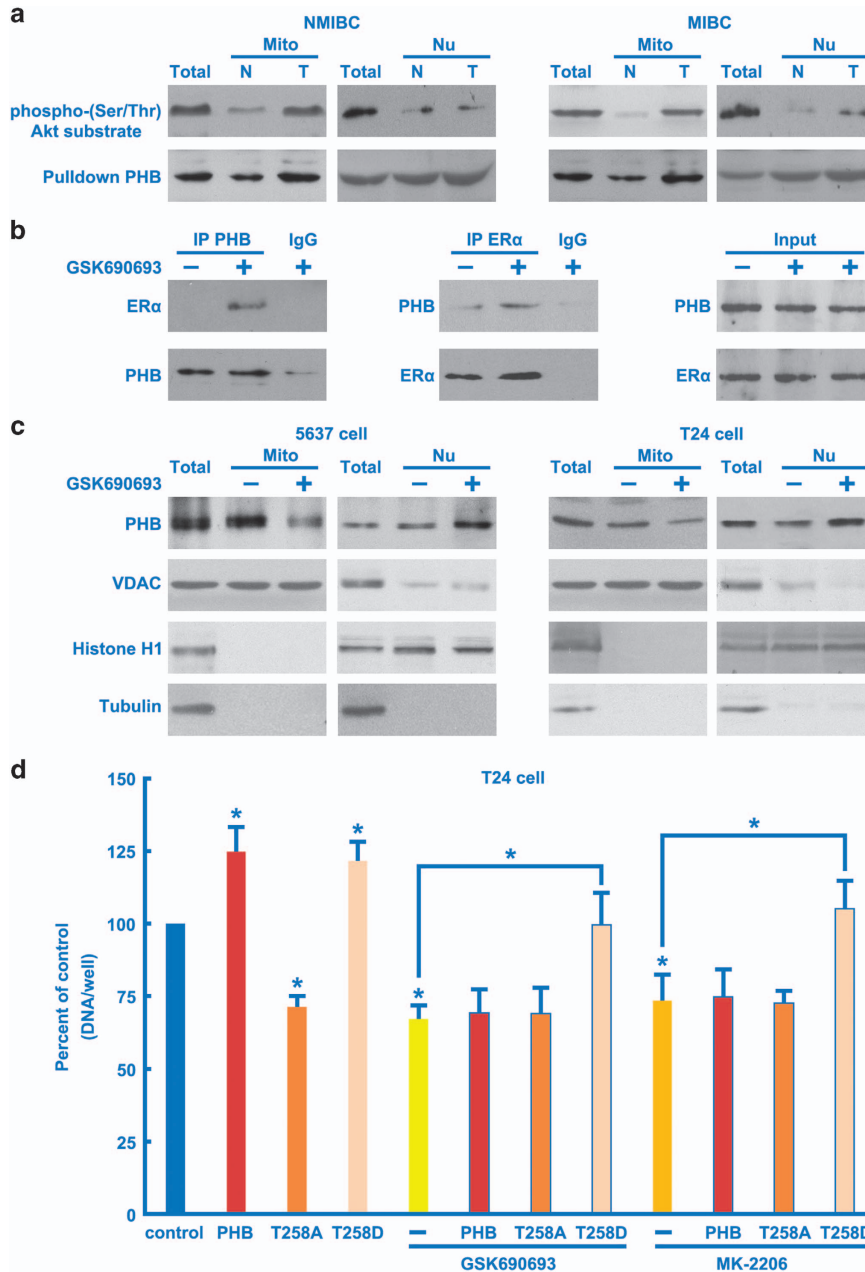 a
NMIBC
MIBC
Mito Nu Mito Nu
Total N T Total N T Total N T Total N T
phospho-(Ser/Thr)
Akt substrate
Pulldown PHB
b
IP PHB IgG IP ERα IgG Input
GSK690693 − + + − + + − + +
ERα PHB PHB
PHB ERα ERα
c
5637 cell T24 cell
Total Mito Total Nu Total Mito Total Nu
GSK690693 − + − + − + − +
PHB
VDAC
Histone H1
Tubulin
d
T24 cell
Percent of control
(DNA/well)
150
125
100
75
50
25
0
* * * * * * * *
control PHB T258A T258D − PHB T258A T258D − PHB T258A T258D
GSK690693 MK-2206